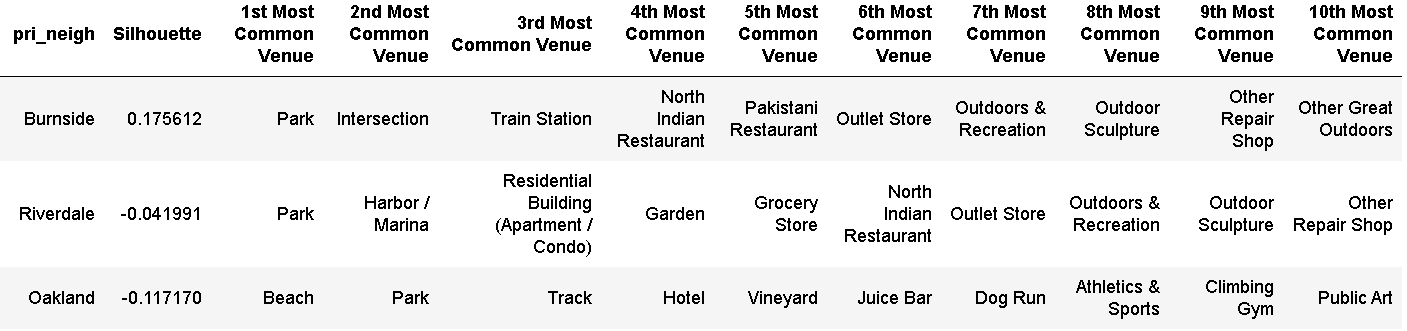 pri_neigh Silhouette 1st Most Common Venue 2nd Most Common Venue 3rd Most Common Venue 4th Most Common Venue 5th Most Common Venue 6th Most Common Venue 7th Most Common Venue 8th Most Common Venue 9th Most Common Venue 10th Most Common Venue
Burnside 0.175612 Park Intersection Train Station North Indian Restaurant Pakistani Restaurant Outlet Store Outdoors & Recreation Outdoor Sculpture Other Repair Shop Other Great Outdoors
Riverdale -0.041991 Park Harbor / Marina Residential Building (Apartment / Condo) Garden Grocery Store North Indian Restaurant Outlet Store Outdoors & Recreation Outdoor Sculpture Other Repair Shop
Oakland -0.117170 Beach Park Track Hotel Vineyard Juice Bar Dog Run Athletics & Sports Climbing Gym Public Art